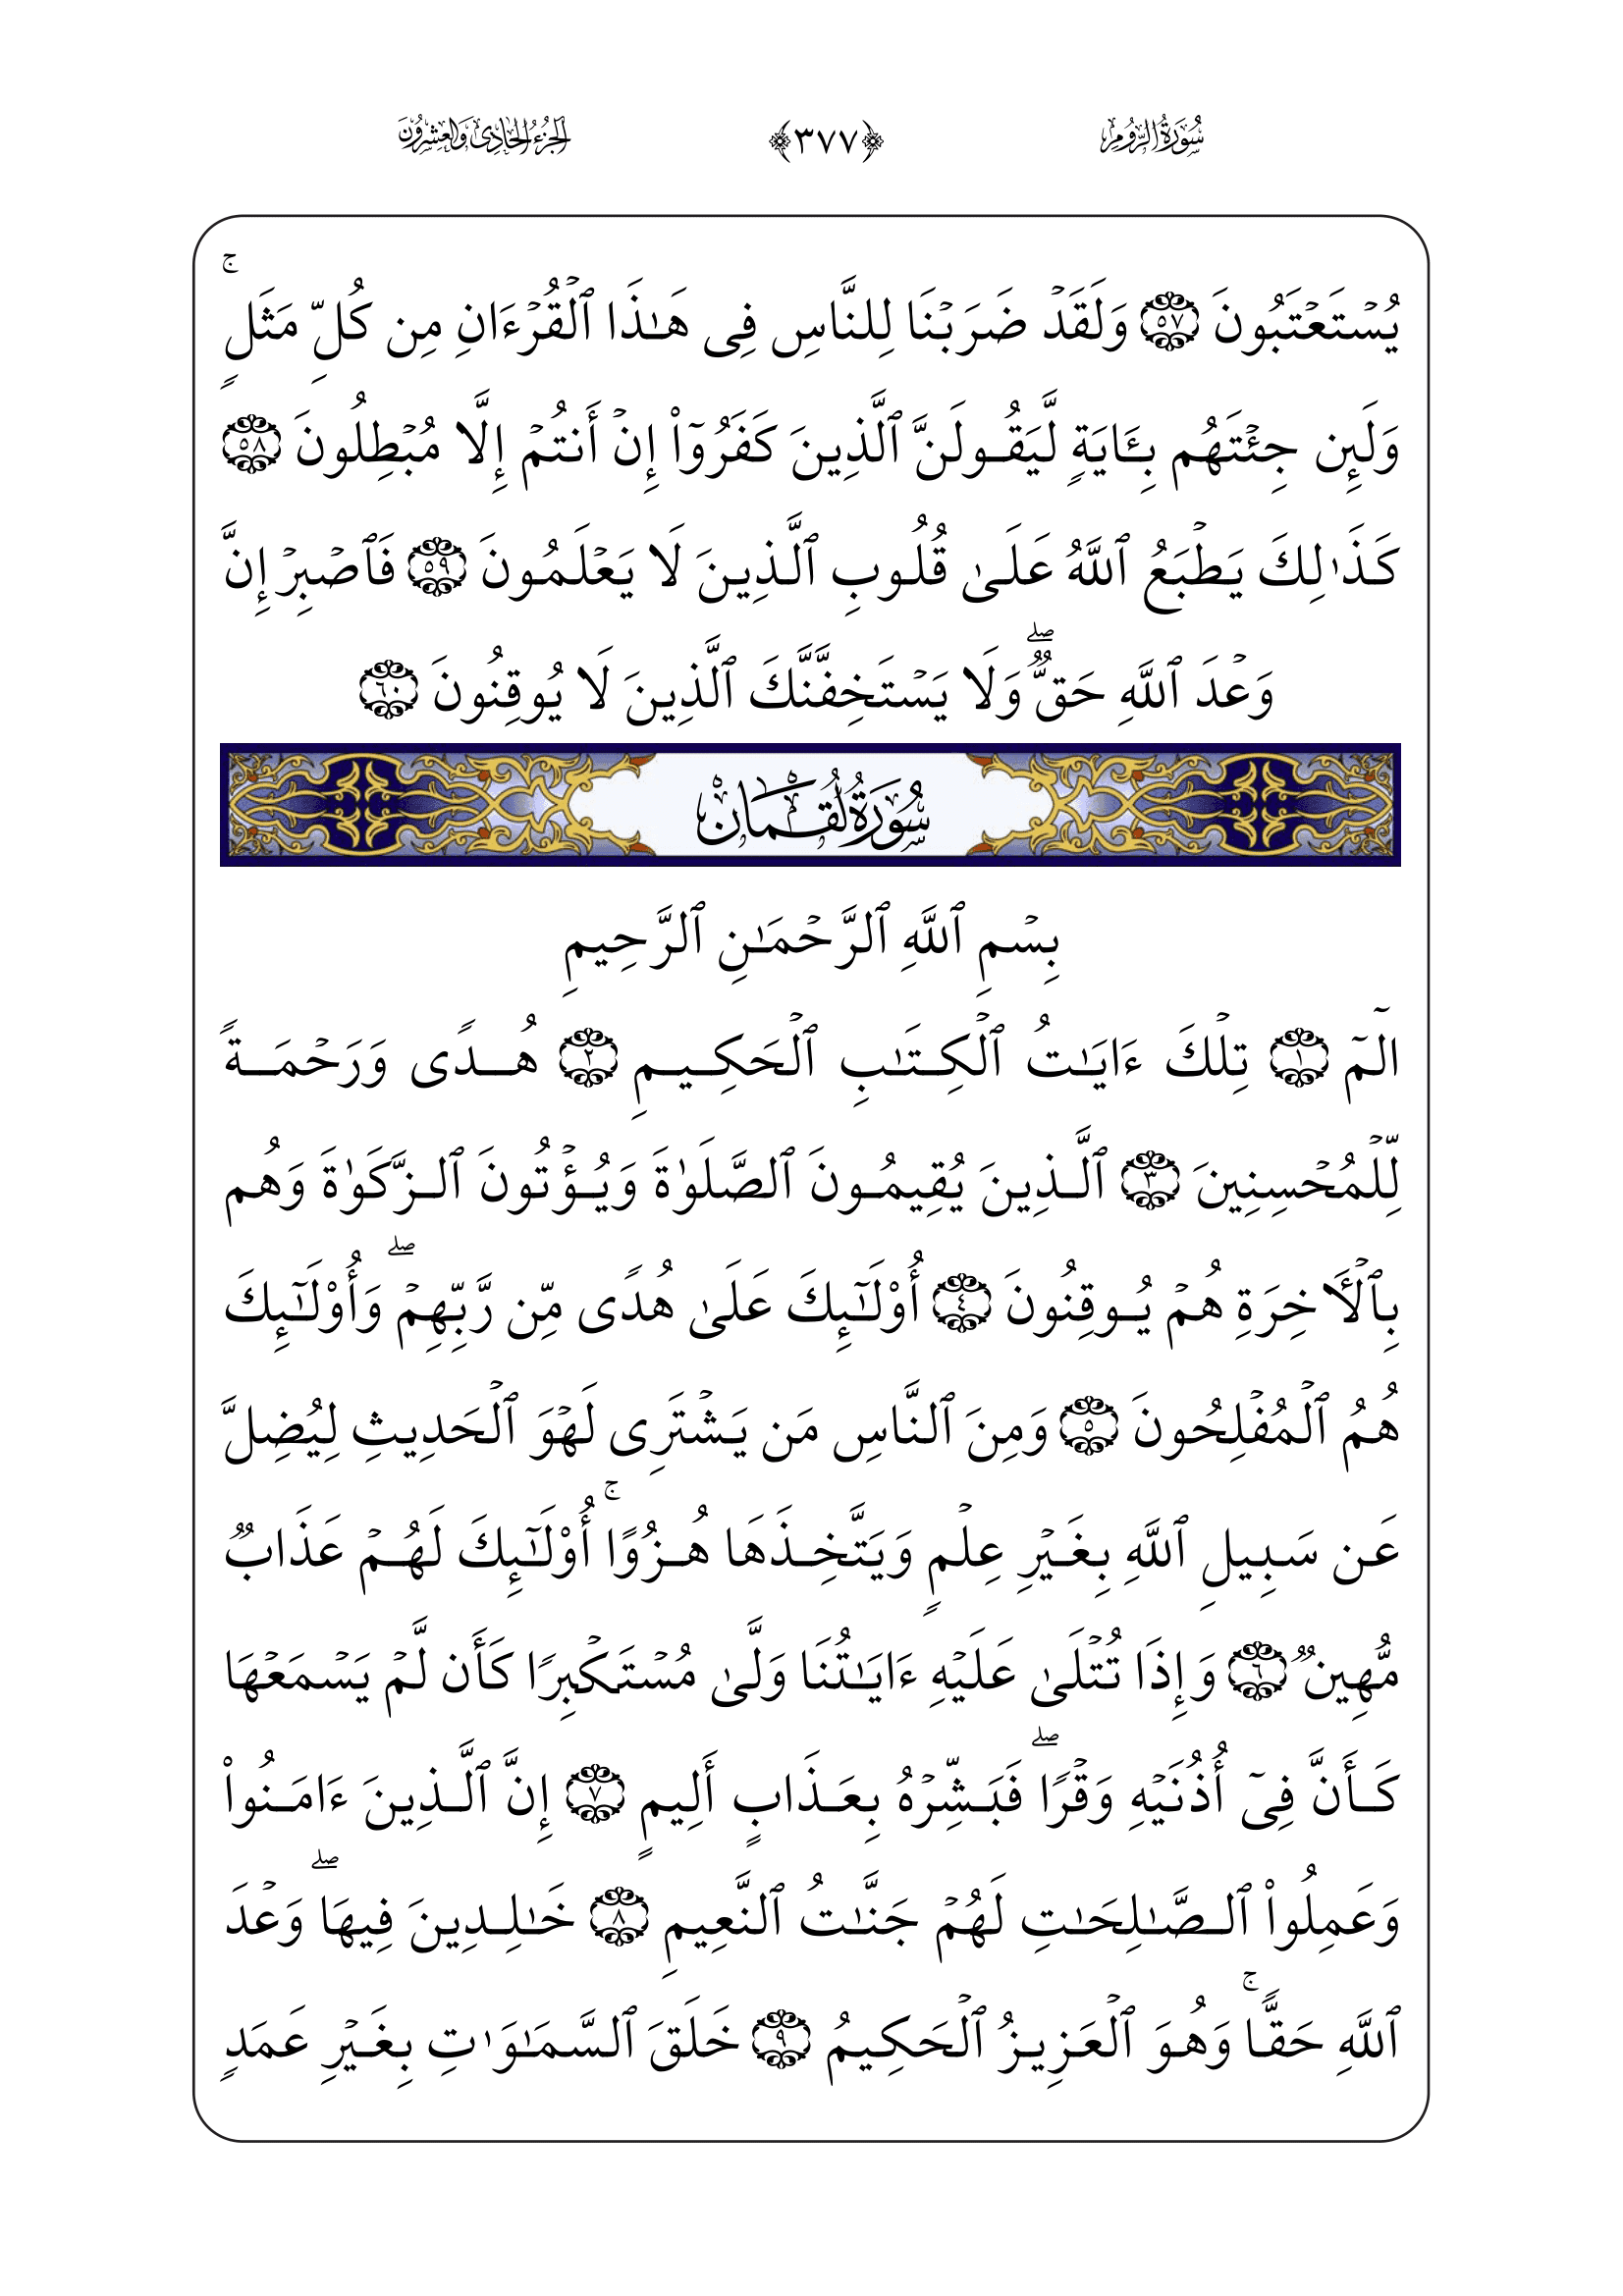 سُورَةُ الرُّومِ ﴿٣٧٧﴾ الجُزْءُ الحَادِي وَالعِشْرُونَ
يُسۡتَعۡتَبُونَ ٥٧ وَلَقَدۡ ضَرَبۡنَا لِلنَّاسِ فِى هَـٰذَا ٱلۡقُرۡءَانِ مِن كُلِّ مَثَلٍۚ
وَلَىِٕن جِئۡتَهُم بِـَٔايَةٍ لَّيَقُولَنَّ ٱلَّذِينَ كَفَرُوٓاْ إِنۡ أَنتُمۡ إِلَّا مُبۡطِلُونَ ٥٨
كَذَٰلِكَ يَطۡبَعُ ٱللَّهُ عَلَىٰ قُلُوبِ ٱلَّذِينَ لَا يَعۡلَمُونَ ٥٩ فَٱصۡبِرۡ إِنَّ
وَعۡدَ ٱللَّهِ حَقٌّۖ وَلَا يَسۡتَخِفَّنَّكَ ٱلَّذِينَ لَا يُوقِنُونَ ٦٠
سُورَةُ لُقۡمَانَ
بِسۡمِ ٱللَّهِ ٱلرَّحۡمَـٰنِ ٱلرَّحِيمِ
الٓمٓ ١ تِلۡكَ ءَايَـٰتُ ٱلۡكِتَـٰبِ ٱلۡحَكِيمِ ٢ هُدًى وَرَحۡمَةً
لِّلۡمُحۡسِنِينَ ٣ ٱلَّذِينَ يُقِيمُونَ ٱلصَّلَوٰةَ وَيُؤۡتُونَ ٱلزَّكَوٰةَ وَهُم
بِٱلۡأَخِرَةِ هُمۡ يُوقِنُونَ ٤ أُوْلَـٰٓىِٕكَ عَلَىٰ هُدًى مِّن رَّبِّهِمۡۖ وَأُوْلَـٰٓىِٕكَ
هُمُ ٱلۡمُفۡلِحُونَ ٥ وَمِنَ ٱلنَّاسِ مَن يَشۡتَرِى لَهۡوَ ٱلۡحَدِيثِ لِيُضِلَّ
عَن سَبِيلِ ٱللَّهِ بِغَيۡرِ عِلۡمٍ وَيَتَّخِذَهَا هُزُوًاۚ أُوْلَـٰٓىِٕكَ لَهُمۡ عَذَابٌ
مُّهِينٌ ٦ وَإِذَا تُتۡلَىٰ عَلَيۡهِ ءَايَـٰتُنَا وَلَّىٰ مُسۡتَكۡبِرًا كَأَن لَّمۡ يَسۡمَعۡهَا
كَأَنَّ فِىٓ أُذُنَيۡهِ وَقۡرًاۖ فَبَشِّرۡهُ بِعَذَابٍ أَلِيمٍ ٧ إِنَّ ٱلَّذِينَ ءَامَنُواْ
وَعَمِلُواْ ٱلصَّـٰلِحَـٰتِ لَهُمۡ جَنَّـٰتُ ٱلنَّعِيمِ ٨ خَـٰلِدِينَ فِيهَاۖ وَعۡدَ
ٱللَّهِ حَقًّاۚ وَهُوَ ٱلۡعَزِيزُ ٱلۡحَكِيمُ ٩ خَلَقَ ٱلسَّمَـٰوَٰتِ بِغَيۡرِ عَمَدٍ